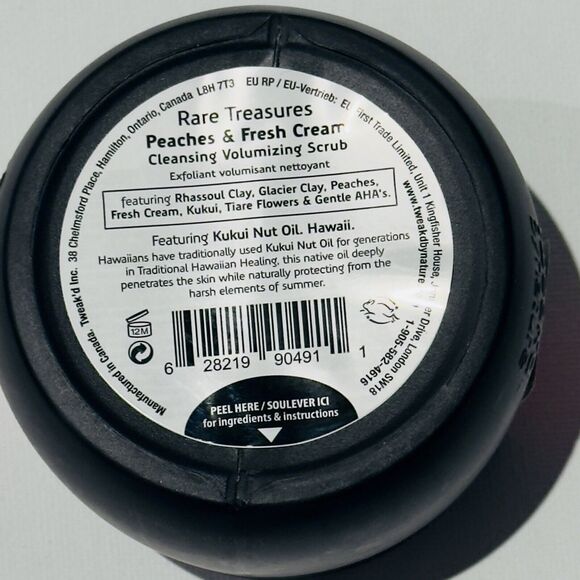 Manufactured in Canada. Tweak'd Inc. 38 Chelmsford Place, Hamilton, Ontario, Canada L8H 7T3 EU RP / EU-Vertrieb: First Trade Limited, Unit 1 Kingfisher House, Drive, London SW18
www.tweakdbynature
1-905-582-4616
Rare Treasures
Peaches & Fresh Cream
Cleansing Volumizing Scrub
Exfoliant volumisant nettoyant
featuring Rhassoul Clay, Glacier Clay, Peaches,
Fresh Cream, Kukui, Tiare Flowers & Gentle AHA's.
Featuring Kukui Nut Oil. Hawaii.
Hawaiians have traditionally used Kukui Nut Oil for generations
in Traditional Hawaiian Healing, this native oil deeply
penetrates the skin while naturally protecting from the
harsh elements of summer.
12M
6 28219 90491 1
PEEL HERE / SOULEVER ICI
for ingredients & instructions